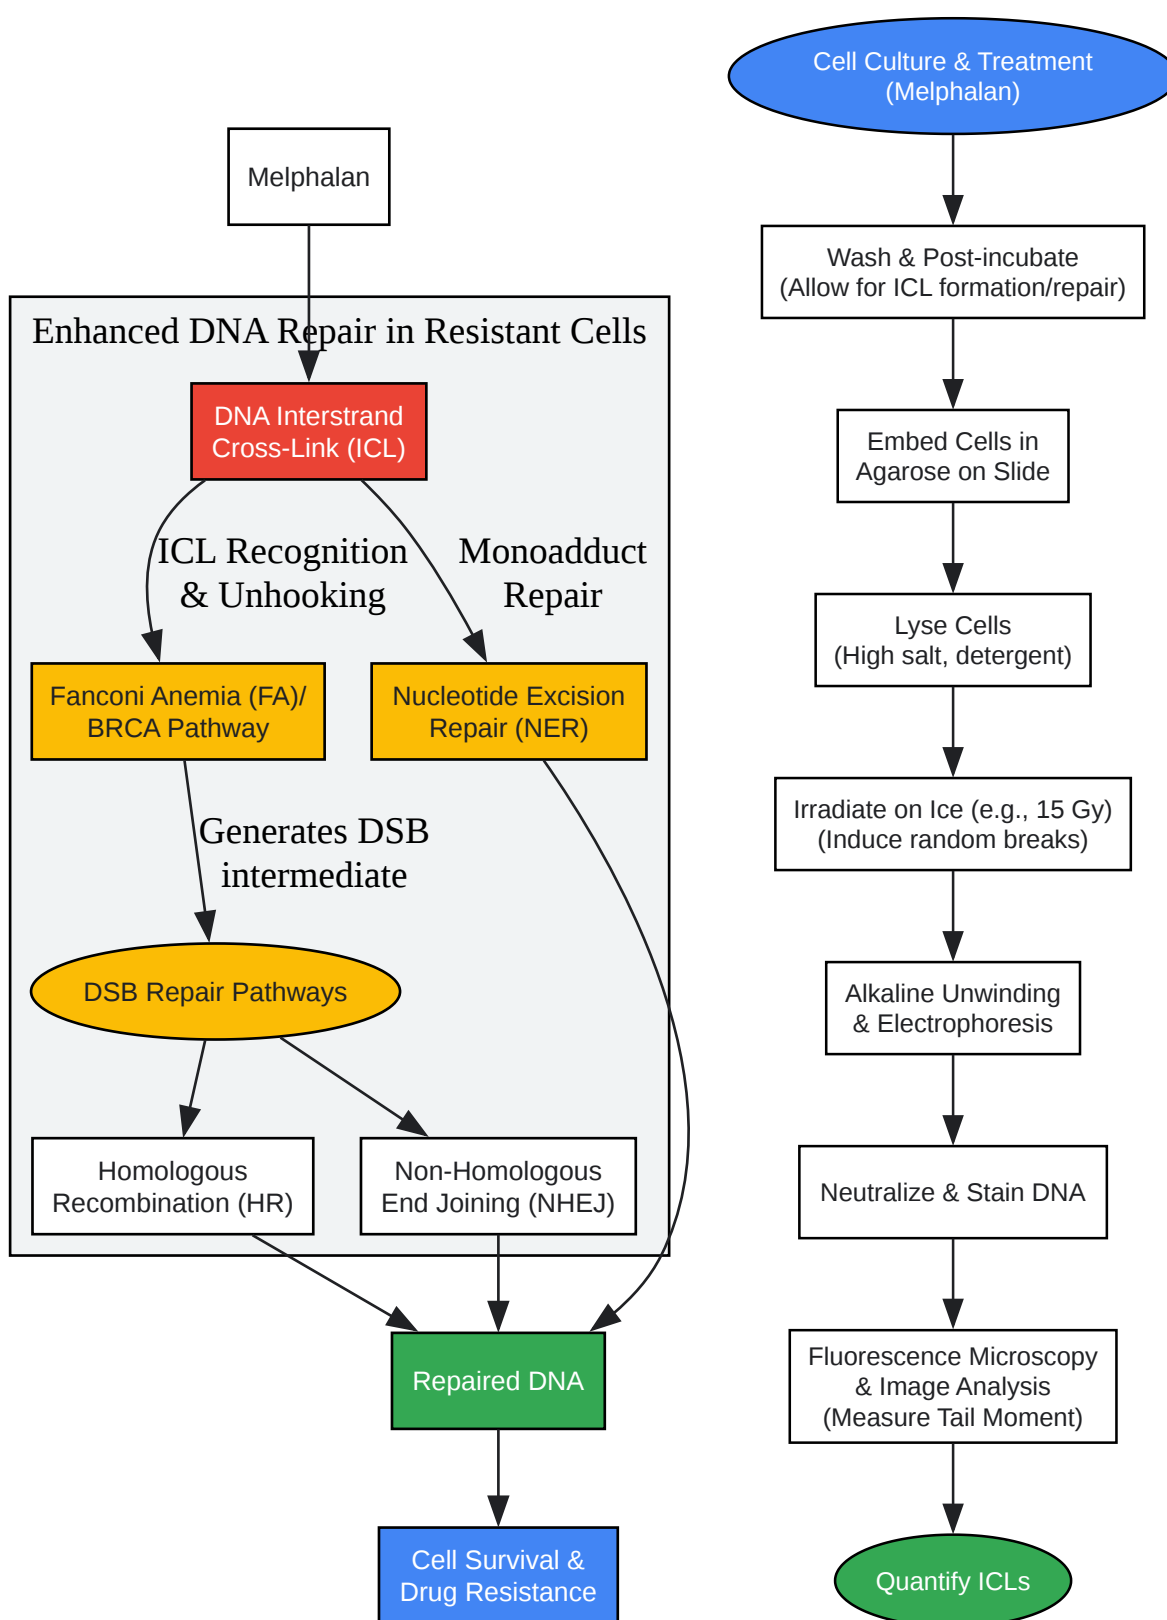 Melphalan
Enhanced DNA Repair in Resistant Cells
DNA Interstrand
Cross-Link (ICL)
ICL Recognition
& Unhooking
Monoadduct
Repair
Fanconi Anemia (FA)/
BRCA Pathway
Nucleotide Excision
Repair (NER)
Generates DSB
intermediate
DSB Repair Pathways
Homologous
Recombination (HR)
Non-Homologous
End Joining (NHEJ)
Repaired DNA
Cell Survival &
Drug Resistance
Cell Culture & Treatment
(Melphalan)
Wash & Post-incubate
(Allow for ICL formation/repair)
Embed Cells in
Agarose on Slide
Lyse Cells
(High salt, detergent)
Irradiate on Ice (e.g., 15 Gy)
(Induce random breaks)
Alkaline Unwinding
& Electrophoresis
Neutralize & Stain DNA
Fluorescence Microscopy
& Image Analysis
(Measure Tail Moment)
Quantify ICLs